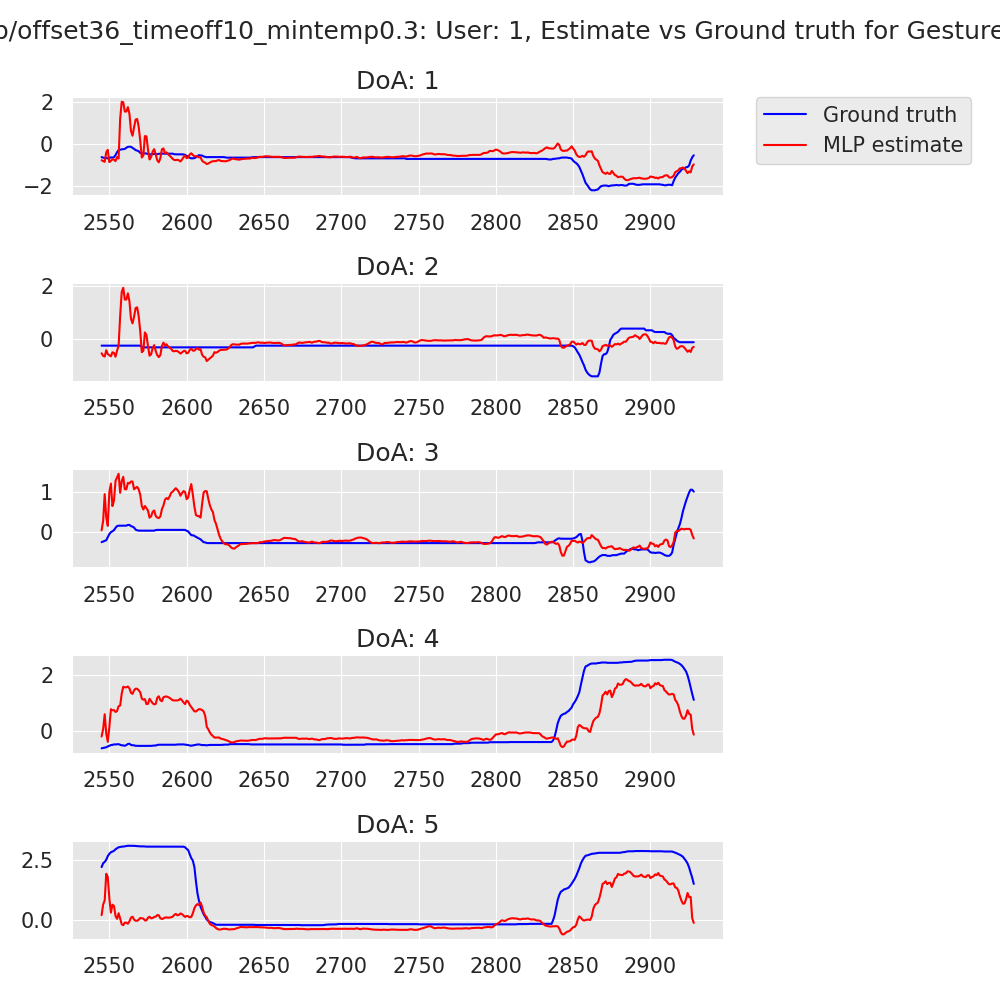 o/offset36_timeoff10_mintemp0.3: User: 1, Estimate vs Ground truth for Gesture
DoA: 1
Ground truth
MLP estimate
2
0
−2
2550 2600 2650 2700 2750 2800 2850 2900
DoA: 2
2
0
2550 2600 2650 2700 2750 2800 2850 2900
DoA: 3
1
0
2550 2600 2650 2700 2750 2800 2850 2900
DoA: 4
2
0
2550 2600 2650 2700 2750 2800 2850 2900
DoA: 5
2.5
0.0
2550 2600 2650 2700 2750 2800 2850 2900